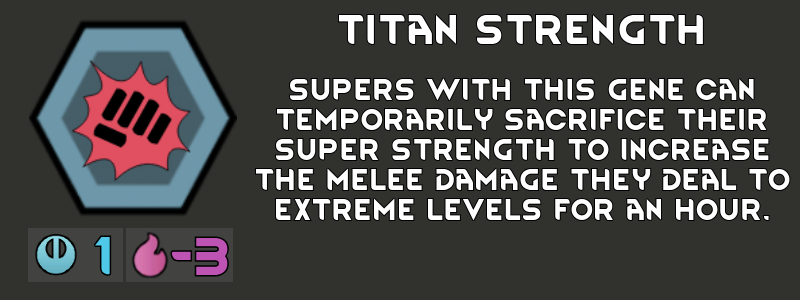 TITAN STRENGTH
SUPERS WITH THIS GENE CAN
TEMPORARILY SACRIFICE THEIR
SUPER STRENGTH TO INCREASE
THE MELEE DAMAGE THEY DEAL TO
EXTREME LEVELS FOR AN HOUR.
1 -3